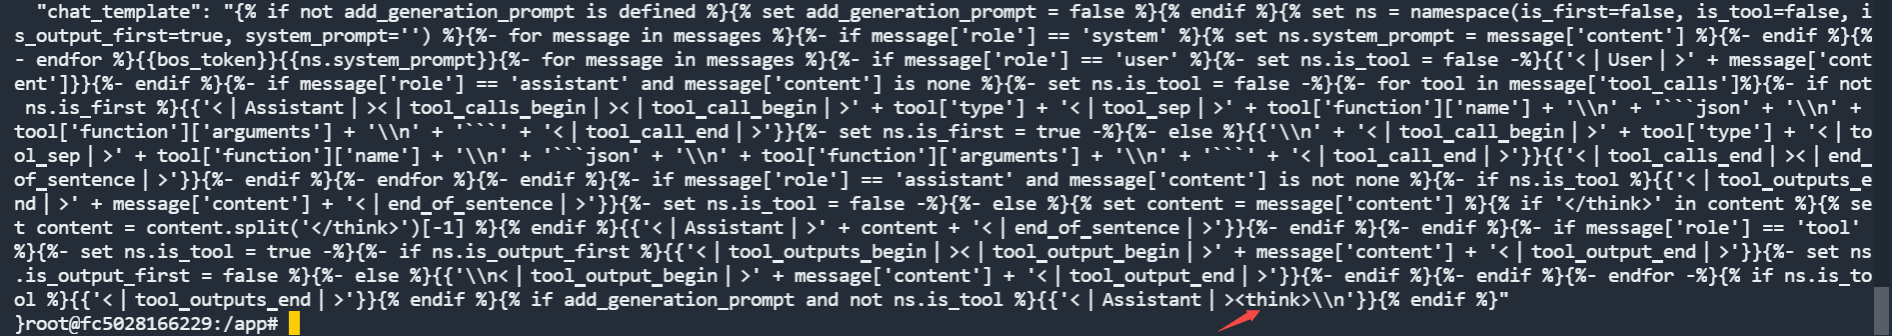 "chat_template": "{% if not add_generation_prompt is defined %}{% set add_generation_prompt = false %}{% endif %}{% set ns = namespace(is_first=false, is_tool=false, i
s_output_first=true, system_prompt='') %}{%- for message in messages %}{%- if message['role'] == 'system' %}{% set ns.system_prompt = message['content'] %}{%- endif %}{%
- endfor %}{{bos_token}}{{ns.system_prompt}}{%- for message in messages %}{%- if message['role'] == 'user' %}{%- set ns.is_tool = false -%}{{'<｜User｜>' + message['cont
ent']}}{%- endif %}{%- if message['role'] == 'assistant' and message['content'] is none %}{%- set ns.is_tool = false -%}{%- for tool in message['tool_calls']%}{%- if not
ns.is_first %}{{'<｜Assistant｜><｜tool_calls_begin｜><｜tool_call_begin｜>' + tool['type'] + '<｜tool_sep｜>' + tool['function']['name'] + '\\n' + '```json' + '\\n' +
tool['function']['arguments'] + '\\n' + '```' + '<｜tool_call_end｜>'}}{%- set ns.is_first = true -%}{%- else %}{{'\\n' + '<｜tool_call_begin｜>' + tool['type'] + '<｜to
ol_sep｜>' + tool['function']['name'] + '\\n' + '```json' + '\\n' + tool['function']['arguments'] + '\\n' + '```' + '<｜tool_call_end｜>'}}{{'<｜tool_calls_end｜><｜end_
of_sentence｜>'}}{%- endif %}{%- endfor %}{%- endif %}{%- if message['role'] == 'assistant' and message['content'] is not none %}{%- if ns.is_tool %}{{'<｜tool_outputs_e
nd｜>' + message['content'] + '<｜end_of_sentence｜>'}}{%- set ns.is_tool = false -%}{%- else %}{% set content = message['content'] %}{% if '</think>' in content %}{% se
t content = content.split('</think>')[-1] %}{% endif %}{{'<｜Assistant｜>' + content + '<｜end_of_sentence｜>'}}{%- endif %}{%- endif %}{%- if message['role'] == 'tool'
%}{%- set ns.is_tool = true -%}{%- if ns.is_output_first %}{{'<｜tool_outputs_begin｜><｜tool_output_begin｜>' + message['content'] + '<｜tool_output_end｜>'}}{%- set ns
.is_output_first = false %}{%- else %}{{'\\n<｜tool_output_begin｜>' + message['content'] + '<｜tool_output_end｜>'}}{%- endif %}{%- endif %}{%- endfor -%}{% if ns.is_to
ol %}{{'<｜tool_outputs_end｜>'}}{% endif %}{% if add_generation_prompt and not ns.is_tool %}{{'<｜Assistant｜><think>\\n'}}{% endif %}"
}root@fc5028166229:/app#